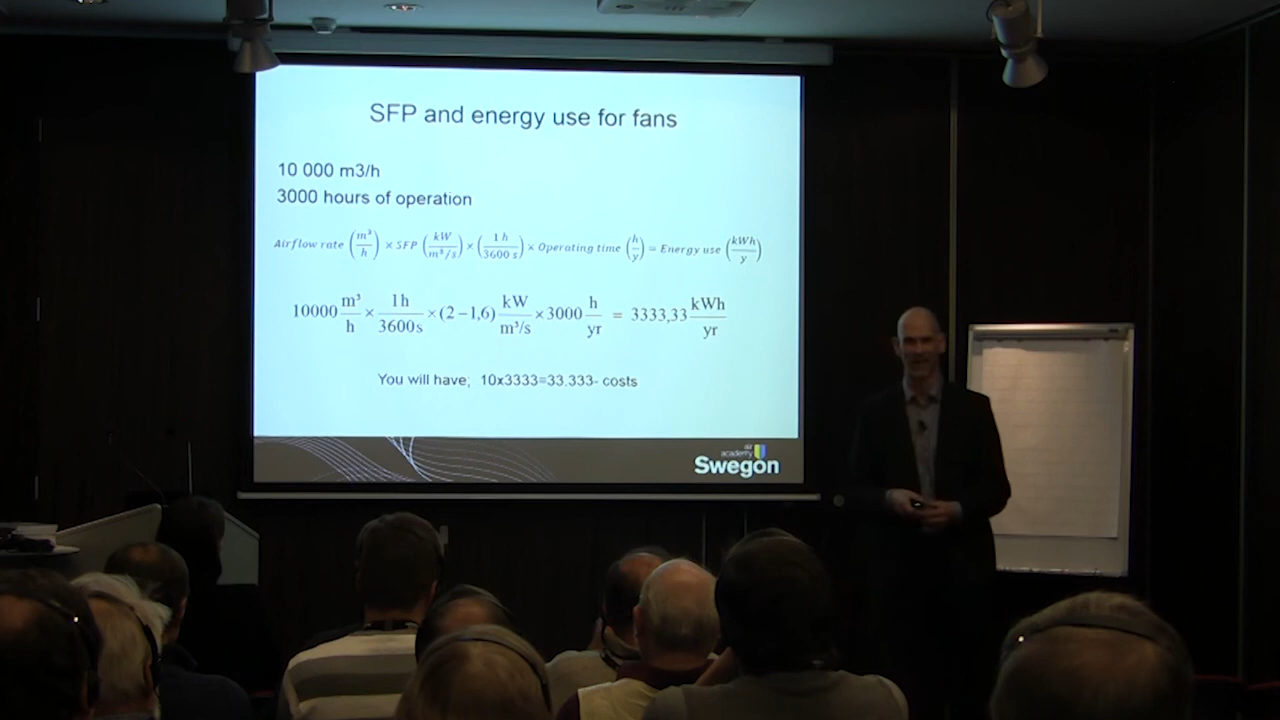 SFP and energy use for fans
10 000 m3/h
3000 hours of operation
Airflow rate (m³/h) × SFP (kW/m³/s) × (1 h/3600 s) × Operating time (h/y) = Energy use (kWh/y)
10000 m³/h × 1h/3600s × (2 – 1,6) kW/m³/s × 3000 h/yr = 3333,33 kWh/yr
You will have; 10x3333=33.333- costs
air
academy
Swegon